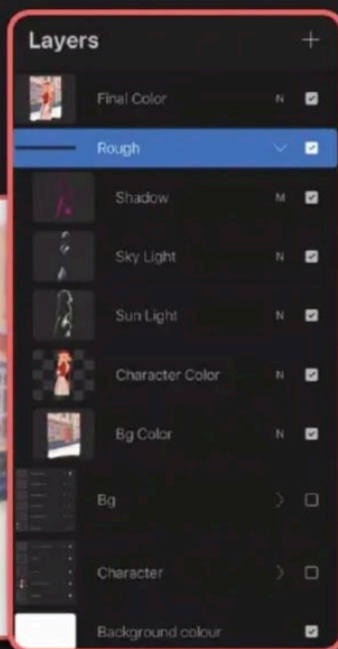 Layers
Final Color N
Rough
Shadow M
Sky Light N
Sun Light N
Character Color N
Bg Color N
Bg
Character
Background colour